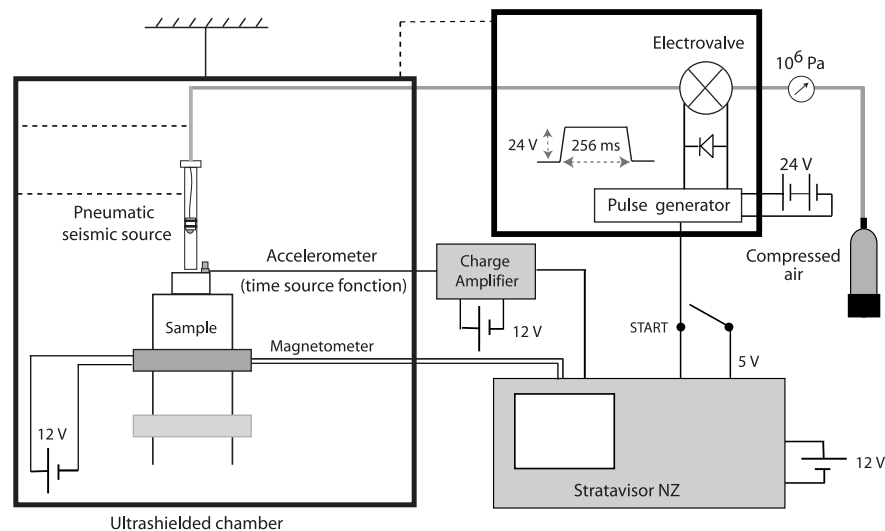 Electrovalve
10⁶ Pa
24 V
256 ms
24 V
Pulse generator
Pneumatic
seismic source
Compressed
air
Accelerometer
(time source fonction)
Charge
Amplifier
12 V
Sample
START
Magnetometer
5 V
12 V
12 V
Stratavisor NZ
Ultrashielded chamber